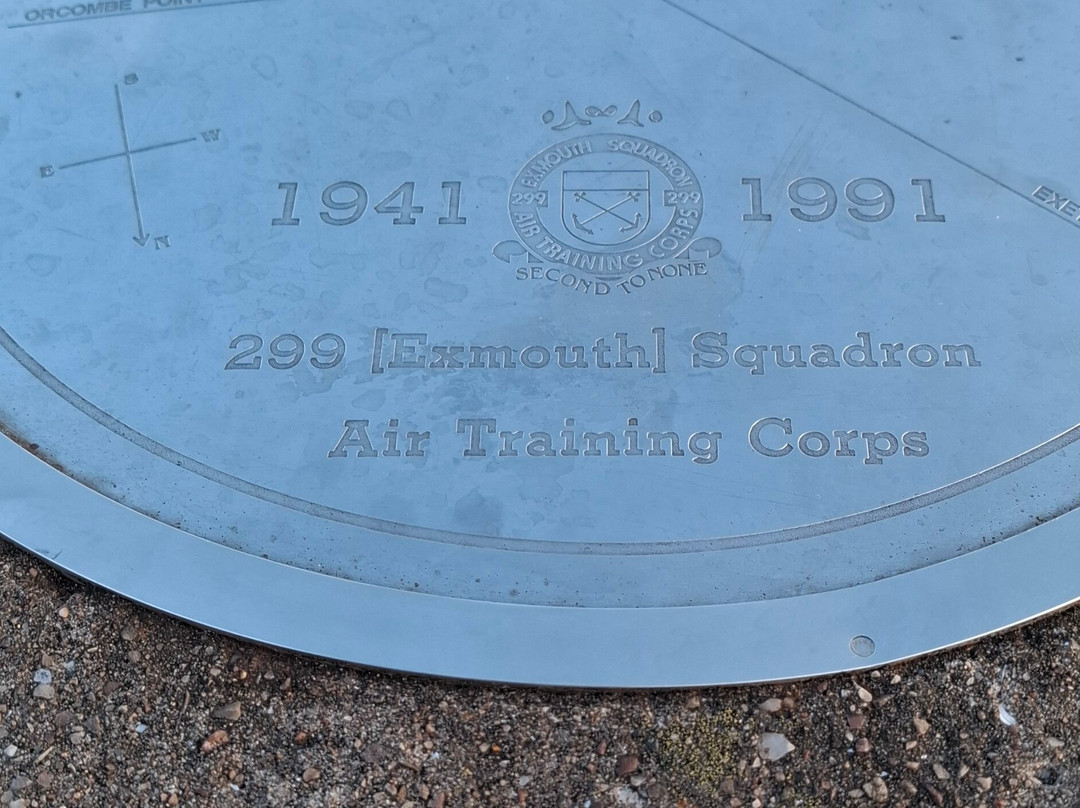 ORCOMBE POINT
S
W
E
N
1941
EXMOUTH SQUADRON
299 299
AIR TRAINING CORPS
SECOND TO NONE
1991
EXE
299 [Exmouth] Squadron
Air Training Corps